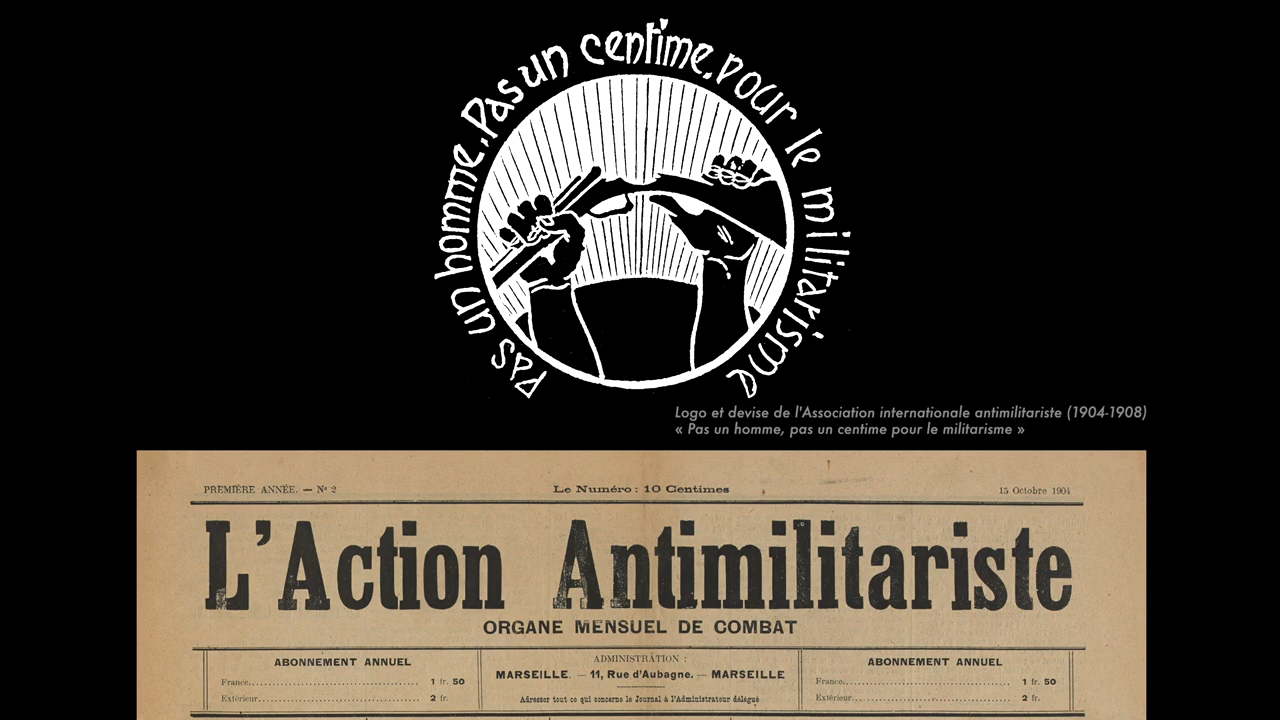 Pas un homme. Pas un centime. pour le militarisme
Logo et devise de l'Association internationale antimilitariste (1904-1908)
« Pas un homme, pas un centime pour le militarisme »
PREMIÈRE ANNÉE. — N° 2
Le Numéro : 10 Centimes
15 Octobre 1904
L'Action Antimilitariste
ORGANE MENSUEL DE COMBAT
ABONNEMENT ANNUEL
France 1 fr. 50
Extérieur 2 fr.
ADMINISTRATION :
MARSEILLE. — 11, Rue d'Aubagne. — MARSEILLE
Adresser tout ce qui concerne le Journal à l'Administrateur délégué
ABONNEMENT ANNUEL
France 1 fr. 50
Extérieur 2 fr.